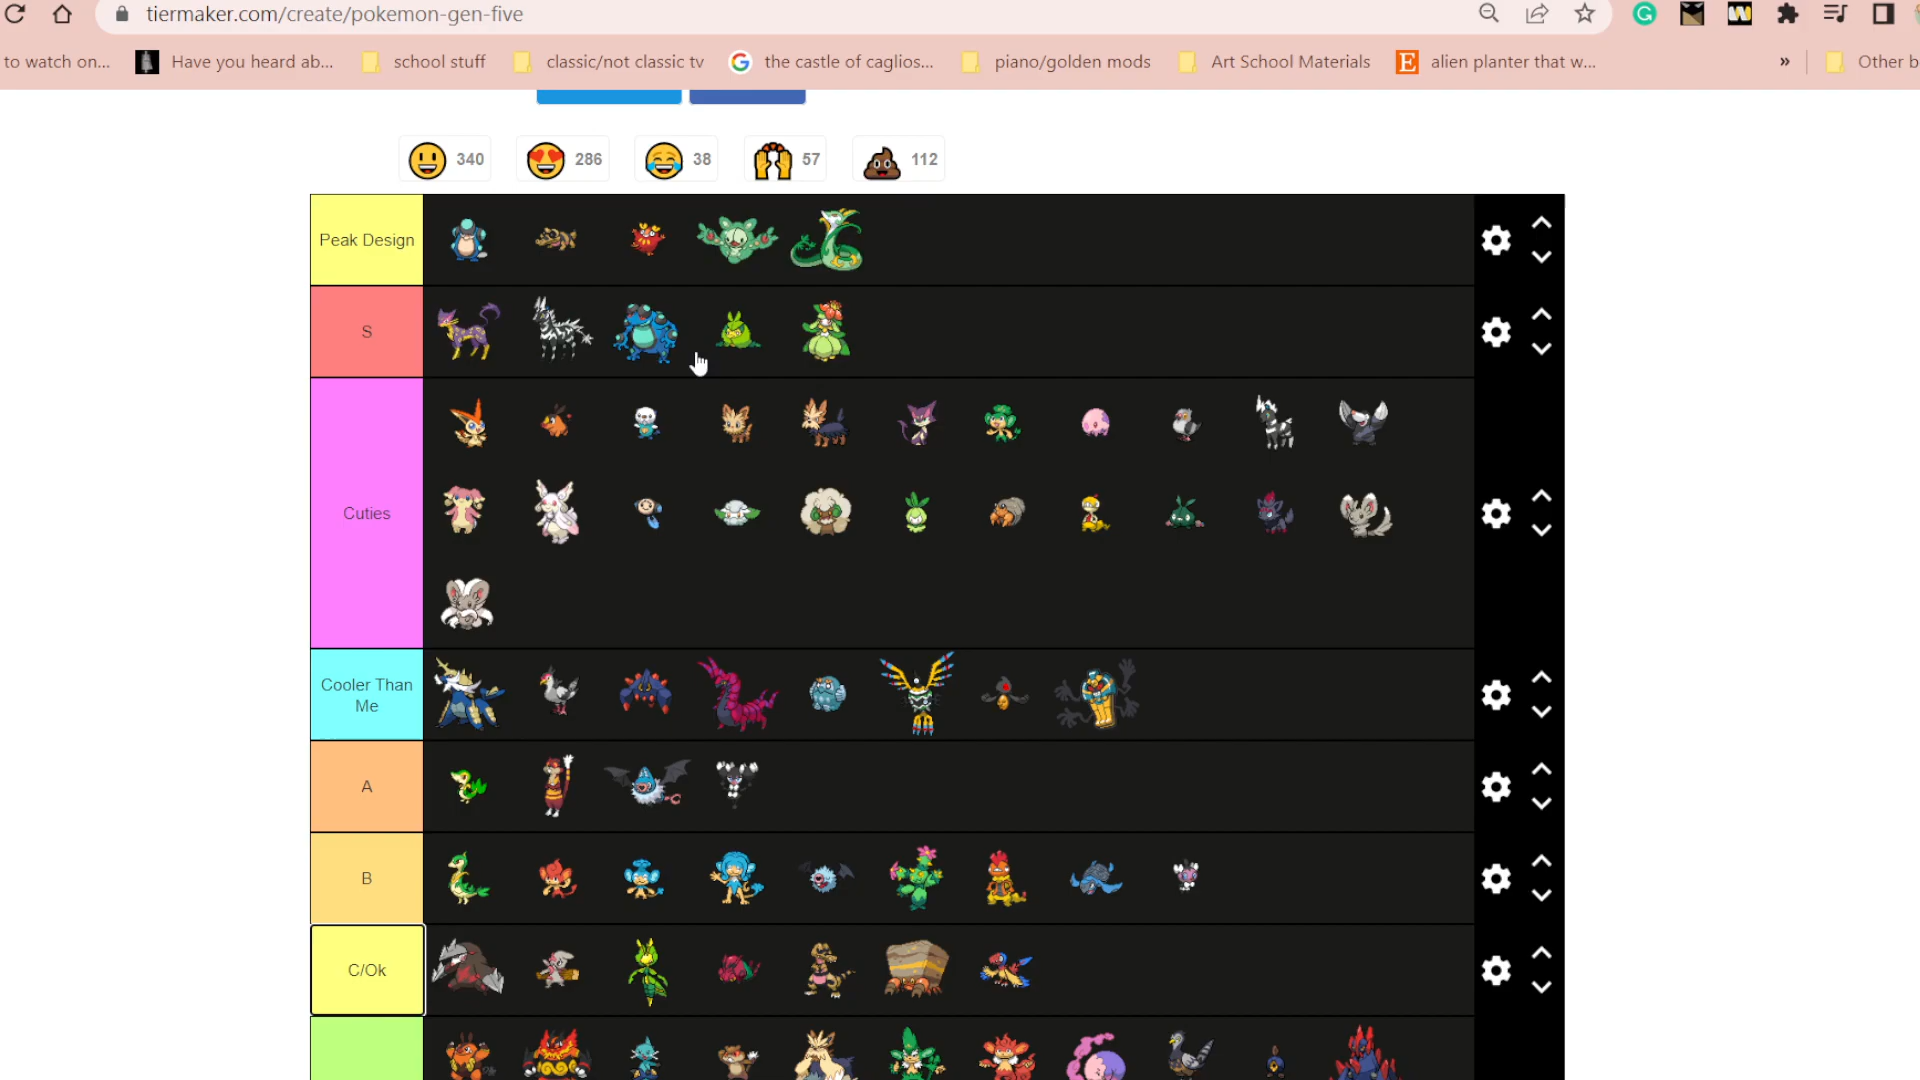 tiermaker.com/create/pokemon-gen-five
to watch on... Have you heard ab... school stuff classic/not classic tv the castle of caglios... piano/golden mods Art School Materials alien planter that w... » Other b
340 286 38 57 112
Peak Design
S
Cuties
Cooler Than
Me
A
B
C/Ok